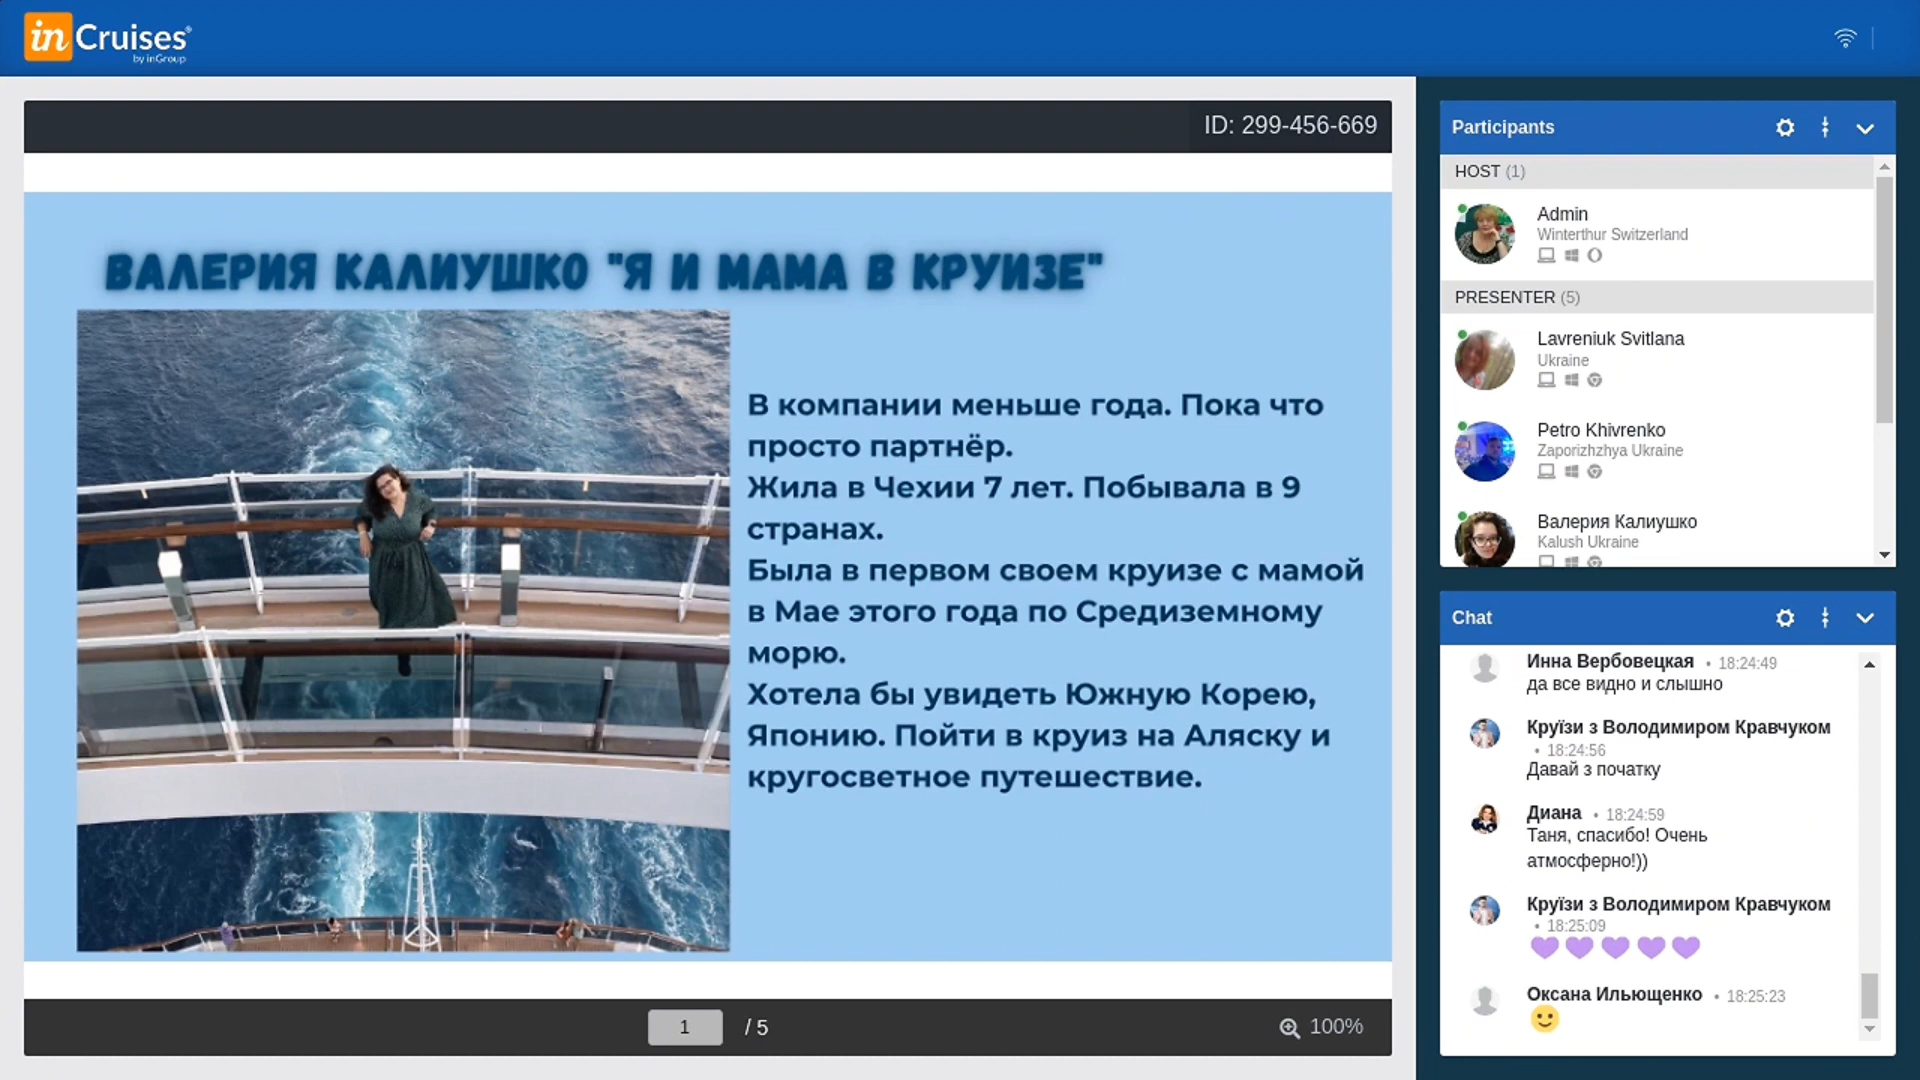 in Cruises®
by inGroup
ID: 299-456-669
ВАЛЕРИЯ КАЛИУШКО "Я И МАМА В КРУИЗЕ"
В компании меньше года. Пока что
просто партнёр.
Жила в Чехии 7 лет. Побывала в 9
странах.
Была в первом своем круизе с мамой
в Мае этого года по Средиземному
морю.
Хотела бы увидеть Южную Корею,
Японию. Пойти в круиз на Аляску и
кругосветное путешествие.
1 / 5
100%
Participants
HOST (1)
Admin
Winterthur Switzerland
PRESENTER (5)
Lavreniuk Svitlana
Ukraine
Petro Khivrenko
Zaporizhzhya Ukraine
Валерия Калиушко
Kalush Ukraine
Chat
Инна Вербовецкая • 18:24:49
да все видно и слышно
Круїзи з Володимиром Кравчуком
• 18:24:56
Давай з початку
Диана • 18:24:59
Таня, спасибо! Очень
атмосферно!))
Круїзи з Володимиром Кравчуком
• 18:25:09
💜💜💜💜💜
Оксана Ильющенко • 18:25:23
🙂